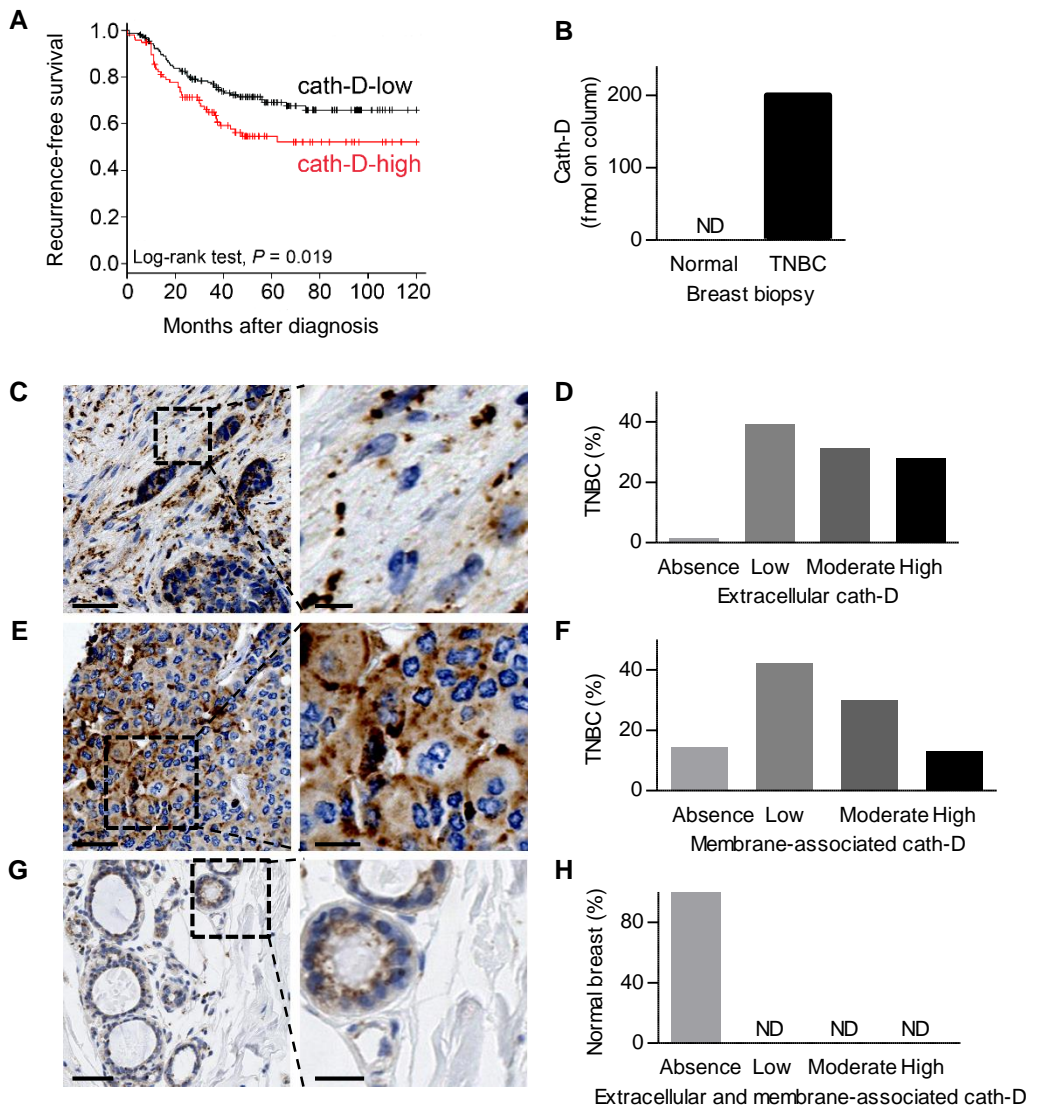 A
Recurrence-free survival
1.0
0.8
0.6
0.4
0.2
0.0
cath-D-low
cath-D-high
Log-rank test, P = 0.019
0 20 40 60 80 100 120
Months after diagnosis
B
Cath-D
(fmol on column)
200
100
0
ND
Normal TNBC
Breast biopsy
C
D
TNBC (%)
40
20
0
Absence Low Moderate High
Extracellular cath-D
E
F
TNBC (%)
40
20
0
Absence Low Moderate High
Membrane-associated cath-D
G
H
Normal breast (%)
80
40
0
ND ND ND
Absence Low Moderate High
Extracellular and membrane-associated cath-D